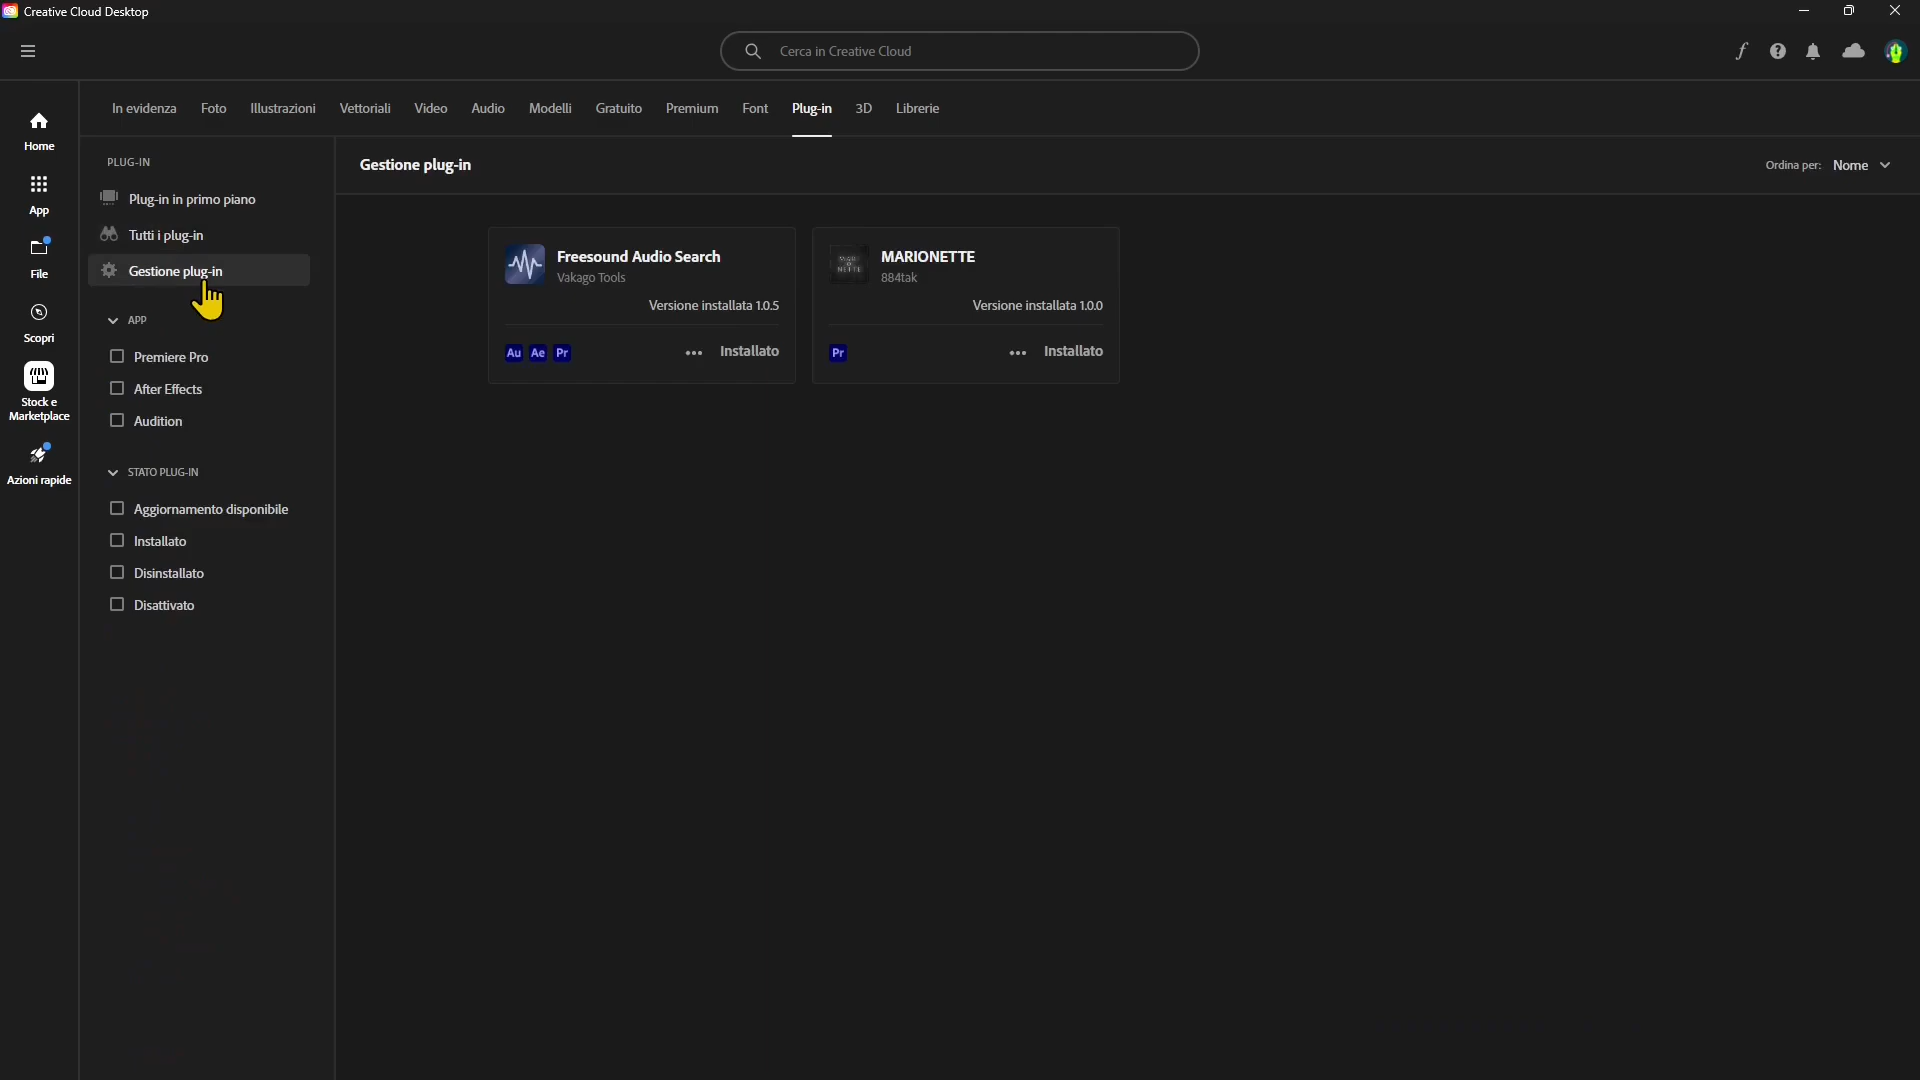 Creative Cloud Desktop
Cerca in Creative Cloud
In evidenza Foto Illustrazioni Vettoriali Video Audio Modelli Gratuito Premium Font Plug-in 3D Librerie
Home
App
File
Scopri
Stock e
Marketplace
Azioni rapide
PLUG-IN
Plug-in in primo piano
Tutti i plug-in
Gestione plug-in
APP
Premiere Pro
After Effects
Audition
STATO PLUG-IN
Aggiornamento disponibile
Installato
Disinstallato
Disattivato
Gestione plug-in
Ordina per: Nome
Freesound Audio Search
Vakago Tools
Versione installata 1.0.5
Au Ae Pr Installato
MAR
O
NETTE
MARIONETTE
884tak
Versione installata 1.0.0
Pr Installato